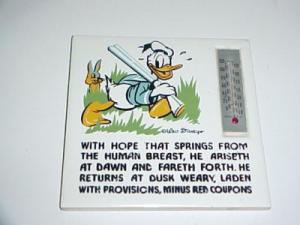 ©Walt Disney
WITH HOPE THAT SPRINGS FROM
THE HUMAN BREAST, HE ARISETH
AT DAWN AND FARETH FORTH. HE
RETURNS AT DUSK WEARY, LADEN
WITH PROVISIONS, MINUS RED COUPONS